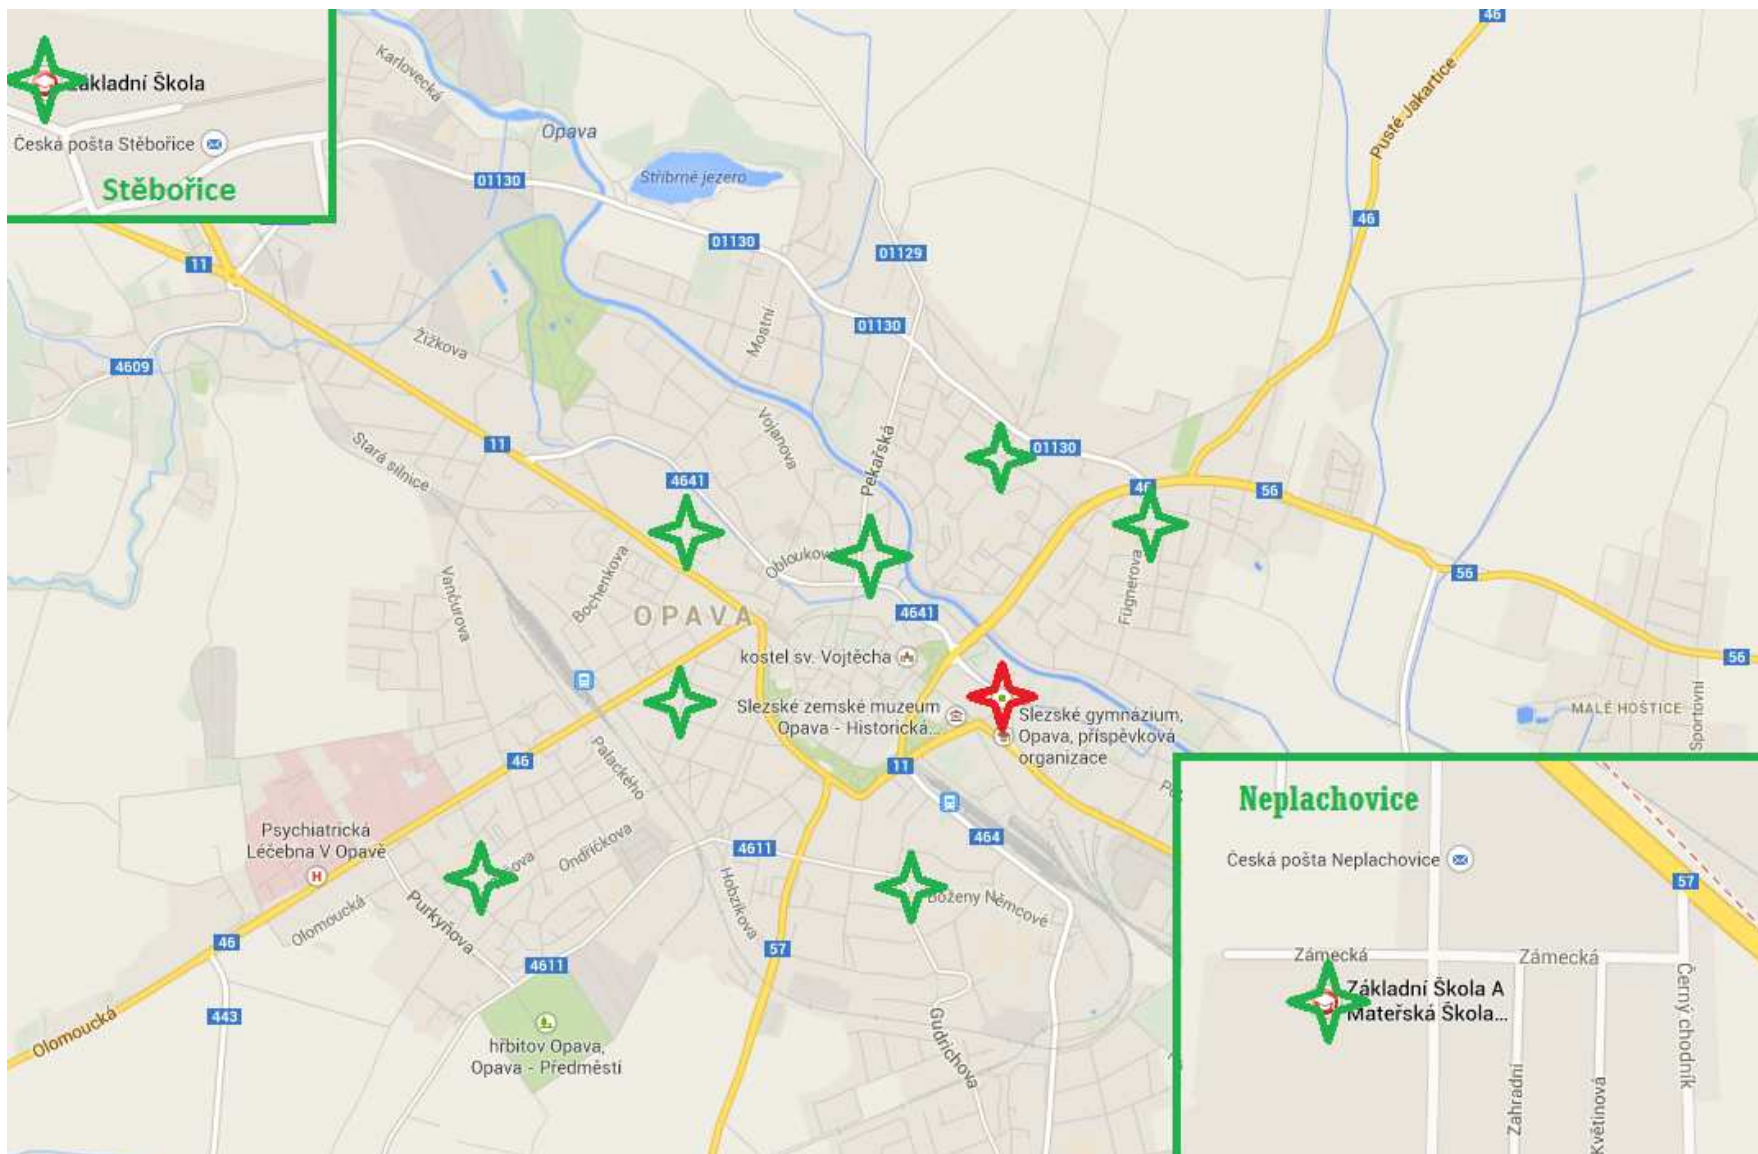 46
Karlovecká
Základní Škola
Opava
Pusté Jakartice
Česká pošta Stěbořice
Stříbrné jezero
01130
Stěbořice
46
01130
01129
11
01130
Mostní
Žižkova
4609
Vojanova
11
Pekařská
01130
Stará silnice
4641
46
56
Oblouková
Bochenkova
Vančurova
Fügnerova
56
OPAVA
4641
kostel sv. Vojtěcha
56
Slezské zemské muzeum
Opava - Historická...
Slezské gymnázium,
Opava, příspěvková
organizace
MALÉ HOŠTICE
Sportovní
46
Palackého
11
Neplachovice
Psychiatrická
Léčebna V Opavě
H
Ondříčkova
4611
464
Česká pošta Neplachovice
57
Hobzíkova
Boženy Němcové
Purkyňova
Olomoucká
46
57
4611
Zámecká
Zámecká
Základní Škola A
Mateřská Škola...
Černý chodník
443
Olomoucká
Gudrichova
hřbitov Opava,
Opava - Předměstí
Zahradní
Květinová